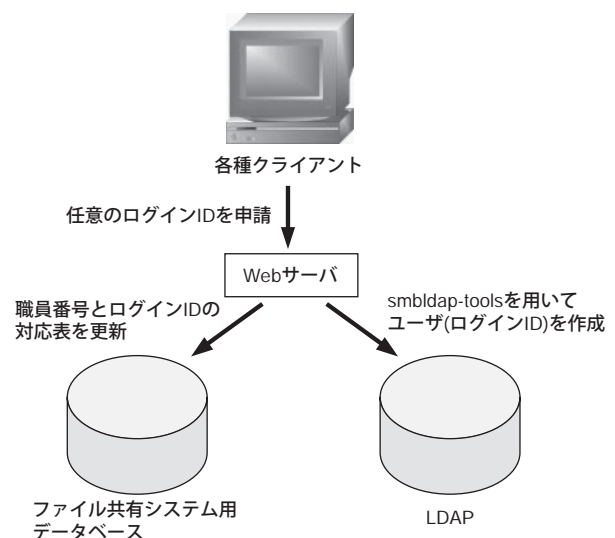 各種クライアント
任意のログインIDを申請
Webサーバ
職員番号とログインIDの
対応表を更新
smbldap-toolsを用いて
ユーザ(ログインID)を作成
ファイル共有システム用
データベース
LDAP